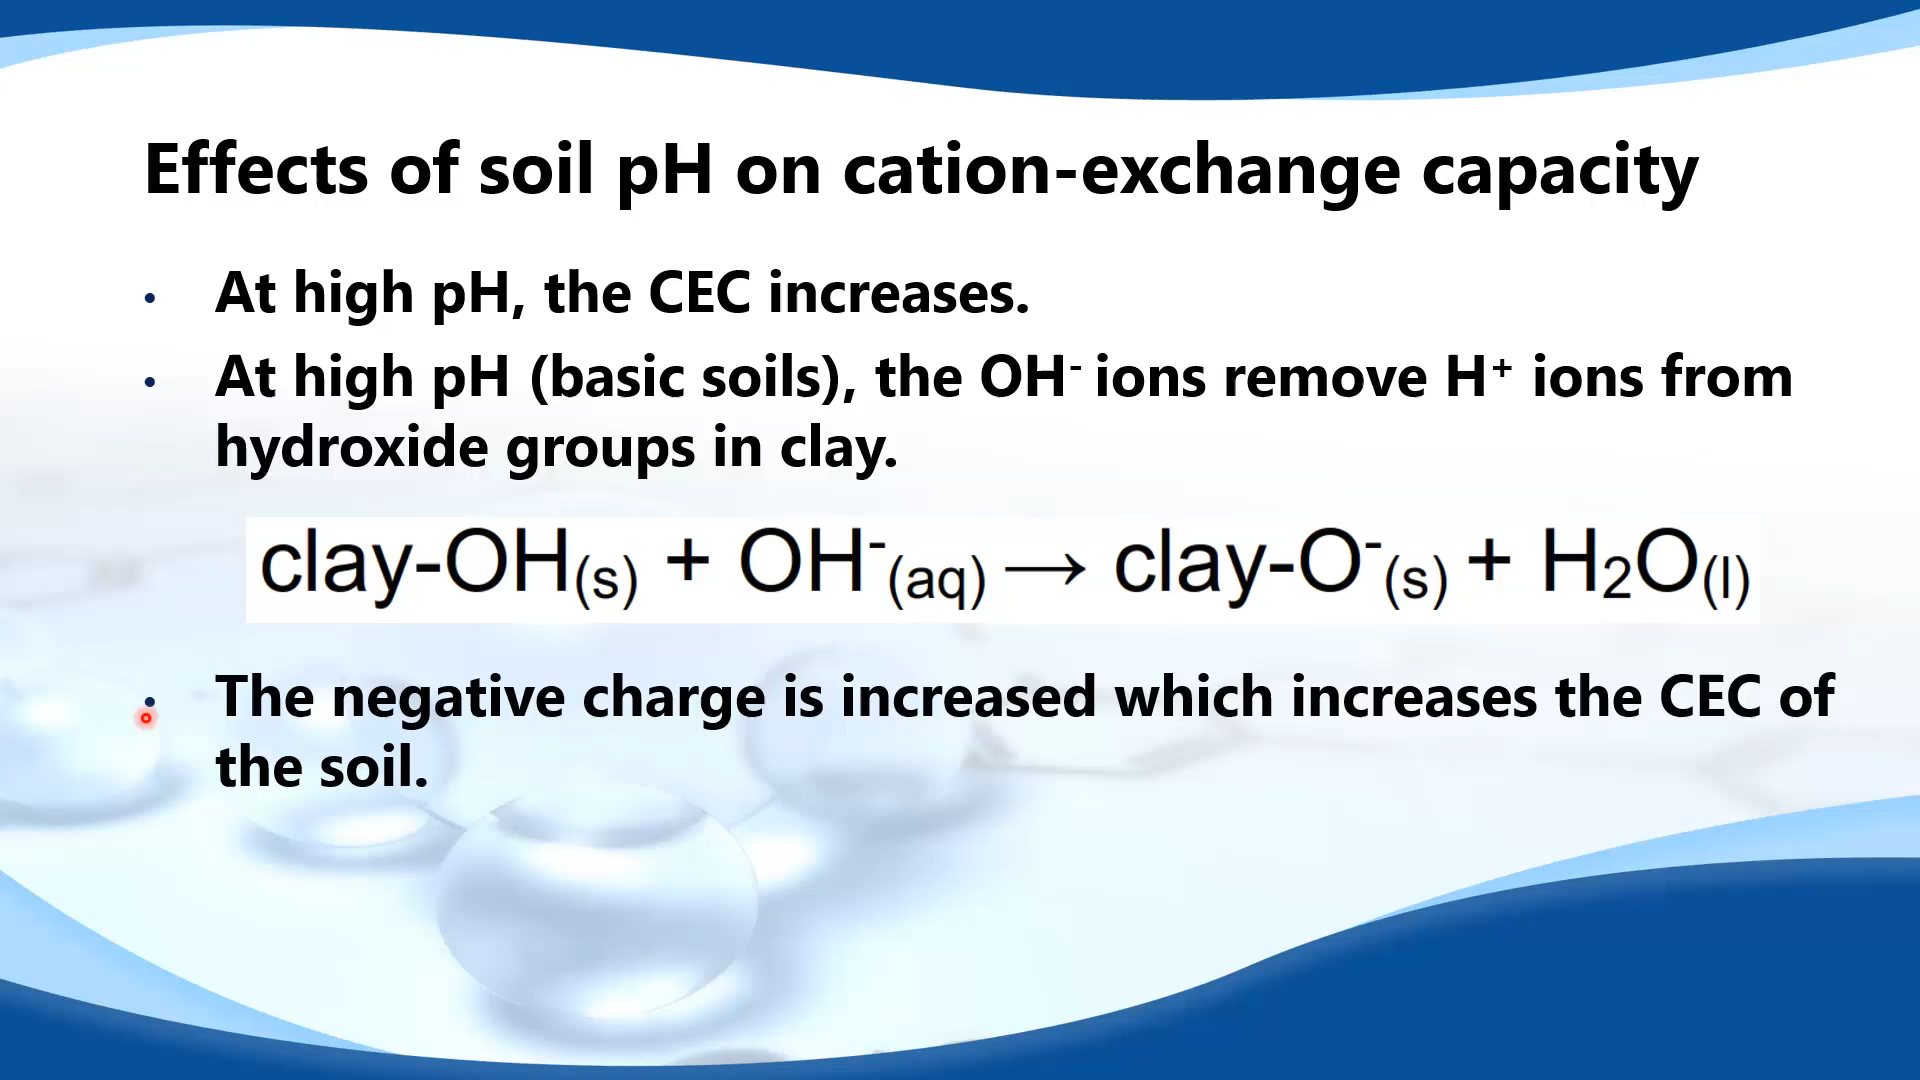 Effects of soil pH on cation-exchange capacity
• At high pH, the CEC increases.
• At high pH (basic soils), the OH⁻ ions remove H⁺ ions from
hydroxide groups in clay.
clay-OH(s) + OH⁻(aq) → clay-O⁻(s) + H₂O(l)
• The negative charge is increased which increases the CEC of
the soil.